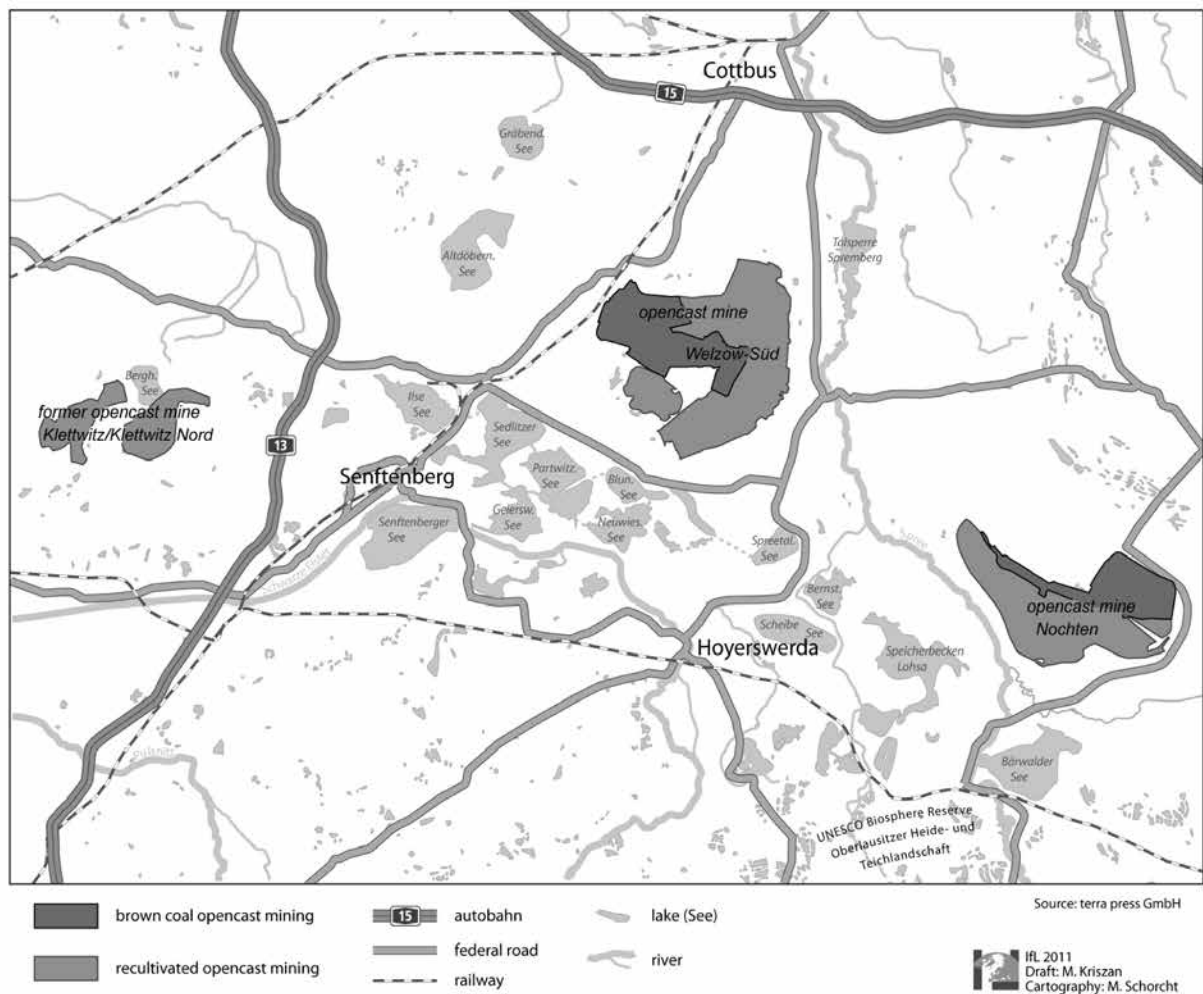 Cottbus
15
Gräbend.
See
Altdöbern.
See
Talsperre
Spremberg
opencast mine
Welzow-Süd
Bergh.
See
former opencast mine
Klettwitz/Klettwitz Nord
13
Ilse
See
Sedlitzer
See
Senftenberg
Partwitz.
See
Blun.
See
Geiersw.
See
Neuwies.
See
Senftenberger
See
Spreetal.
See
Spree
Schwarze Elster
Bernst.
See
Scheibe
See
opencast mine
Nochten
Hoyerswerda
Speicherbecken
Lohsa
Pulsnitz
Bärwalder
See
UNESCO Biosphere Reserve
Oberlausitzer Heide- und
Teichlandschaft
brown coal opencast mining
recultivated opencast mining
15 autobahn
federal road
railway
lake (See)
river
Source: terra press GmbH
IfL 2011
Draft: M. Kriszan
Cartography: M. Schorcht